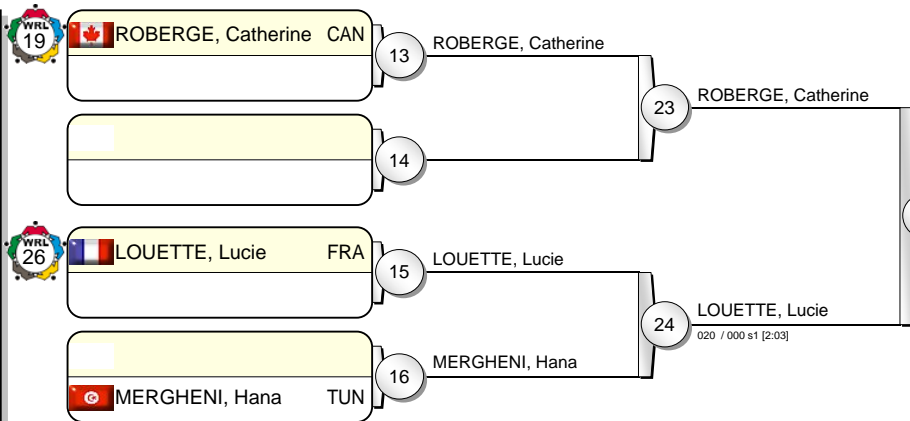 WRL
19
ROBERGE, Catherine CAN
13
ROBERGE, Catherine
23
ROBERGE, Catherine
14
WRL
26
LOUETTE, Lucie FRA
15
LOUETTE, Lucie
24
LOUETTE, Lucie
020 / 000 s1 [2:03]
16
MERGHENI, Hana
MERGHENI, Hana TUN